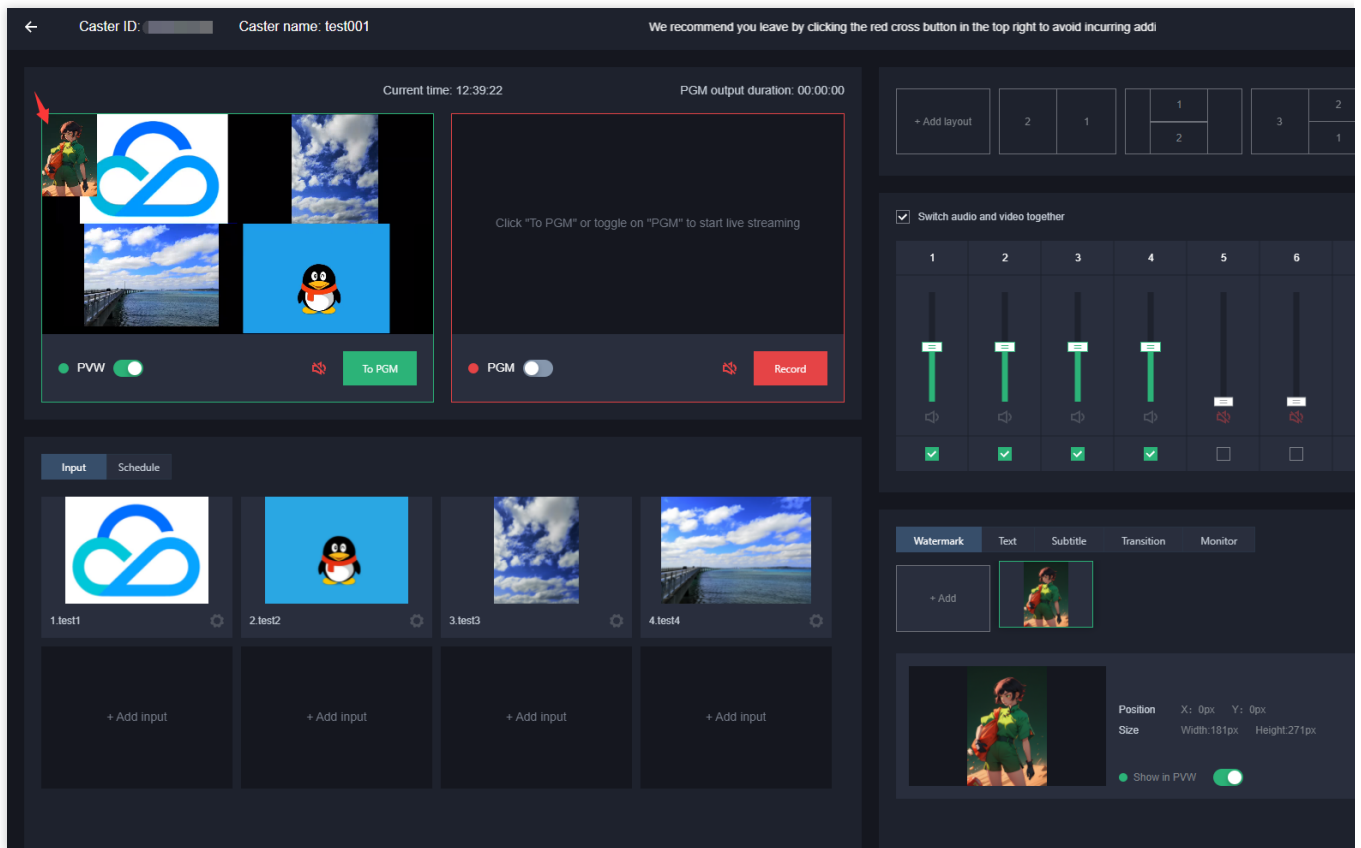 Caster ID:
Caster name: test001
We recommend you leave by clicking the red cross button in the top right to avoid incurring addi
Current time: 12:39:22
PGM output duration: 00:00:00
Click "To PGM" or toggle on "PGM" to start live streaming
PVW
To PGM
PGM
Record
+ Add layout
2
1
1
2
3
2
1
Switch audio and video together
1
2
3
4
5
6
Input
Schedule
1.test1
2.test2
3.test3
4.test4
+ Add input
+ Add input
+ Add input
+ Add input
Watermark
Text
Subtitle
Transition
Monitor
+ Add
Position
X: 0px
Y: 0px
Size
Width:181px
Height:271px
Show in PVW